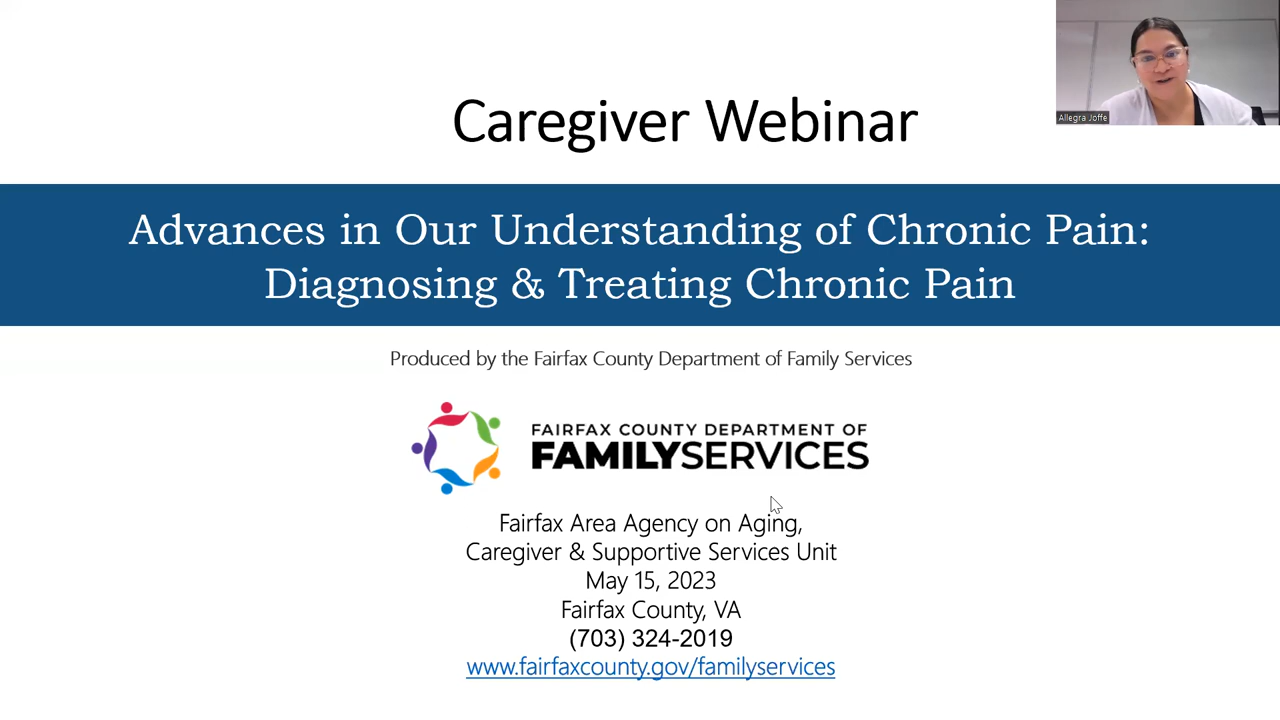 Caregiver Webinar
Allegra Joffe
Advances in Our Understanding of Chronic Pain:
Diagnosing & Treating Chronic Pain
Produced by the Fairfax County Department of Family Services
FAIRFAX COUNTY DEPARTMENT OF
FAMILYSERVICES
Fairfax Area Agency on Aging,
Caregiver & Supportive Services Unit
May 15, 2023
Fairfax County, VA
(703) 324-2019
www.fairfaxcounty.gov/familyservices